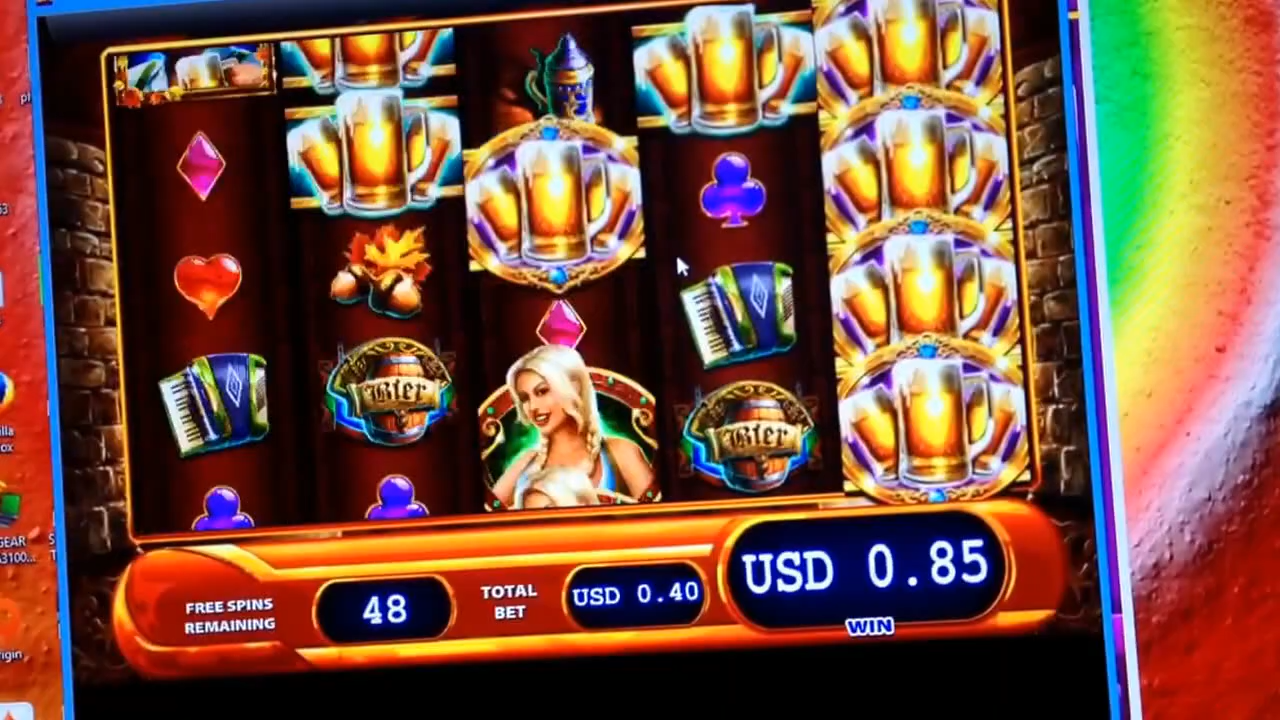 Bier
Bier
FREE SPINS
REMAINING
48
TOTAL
BET
USD 0.40
USD 0.85
WIN